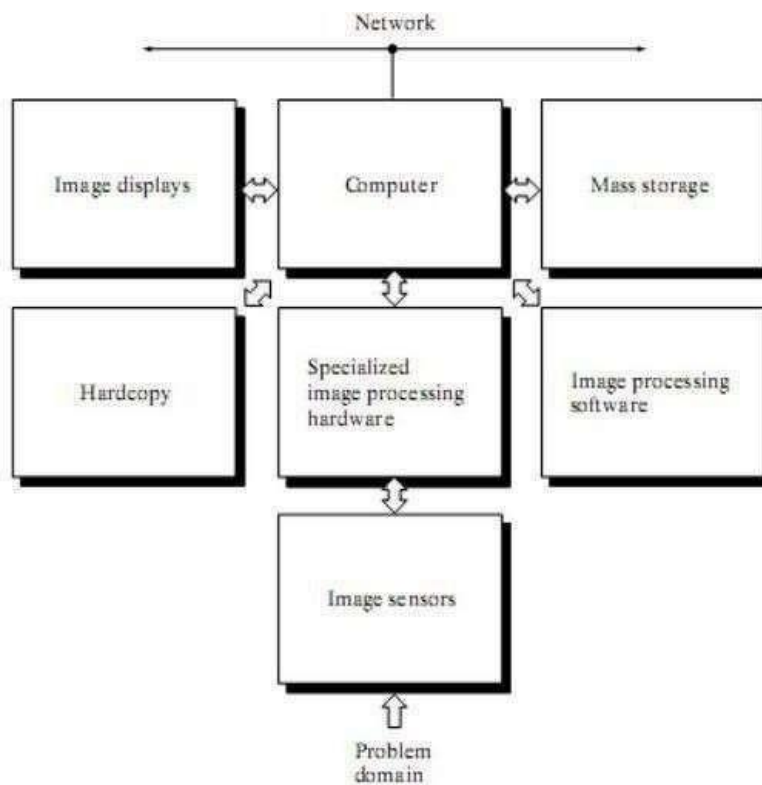 Network
Image displays
Computer
Mass storage
Hardcopy
Specialized
image processing
hardware
Image processing
software
Image sensors
Problem
domain